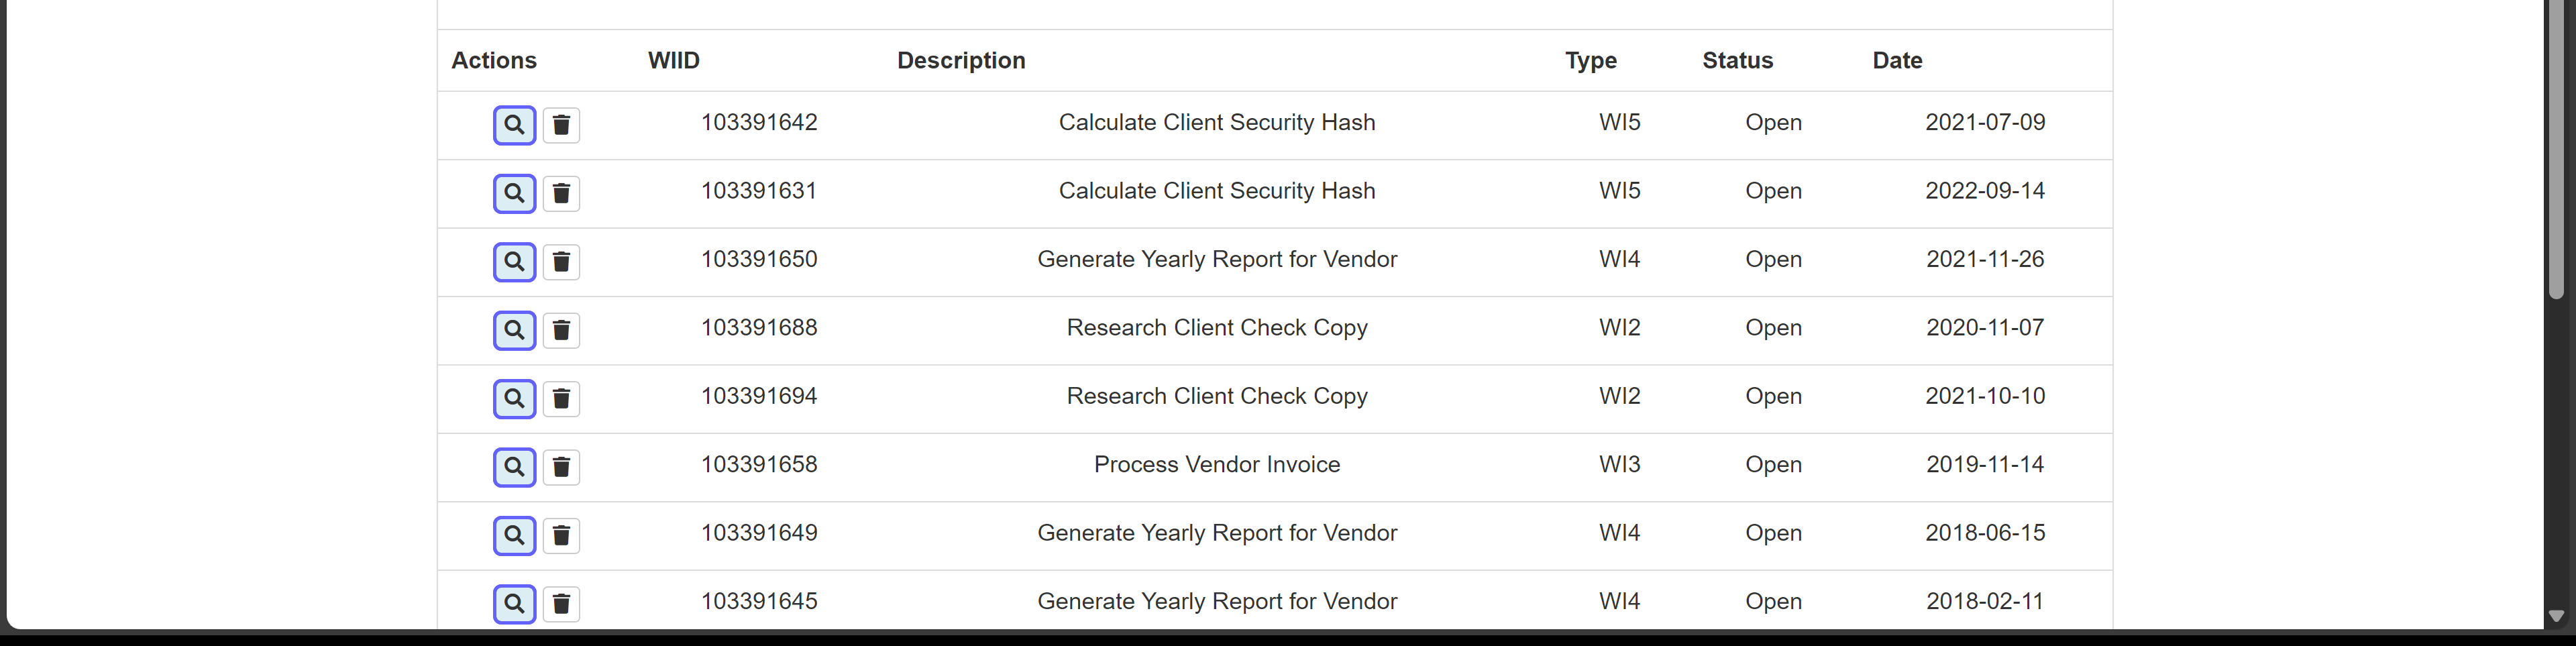 Actions WIID Description Type Status Date
103391642 Calculate Client Security Hash WI5 Open 2021-07-09
103391631 Calculate Client Security Hash WI5 Open 2022-09-14
103391650 Generate Yearly Report for Vendor WI4 Open 2021-11-26
103391688 Research Client Check Copy WI2 Open 2020-11-07
103391694 Research Client Check Copy WI2 Open 2021-10-10
103391658 Process Vendor Invoice WI3 Open 2019-11-14
103391649 Generate Yearly Report for Vendor WI4 Open 2018-06-15
103391645 Generate Yearly Report for Vendor WI4 Open 2018-02-11